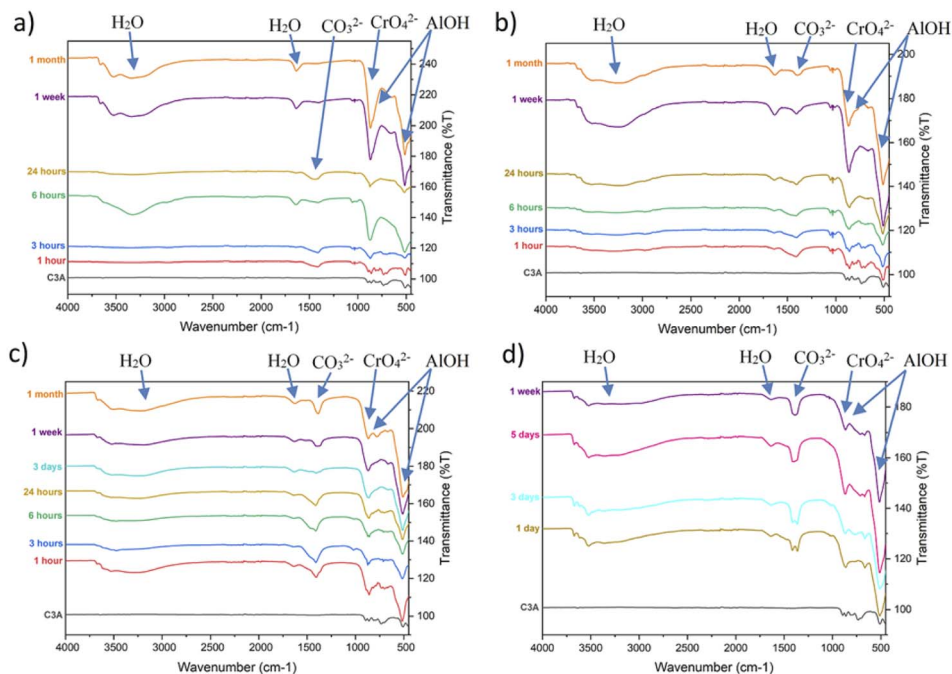 a)
H₂O
H₂O
CO₃²⁻
CrO₄²⁻
AlOH
1 month
1 week
24 hours
6 hours
3 hours
1 hour
C3A
240
220
200
180
160
140
120
100
Transmittance (%T)
4000 3500 3000 2500 2000 1500 1000 500
Wavenumber (cm-1)
b)
H₂O
H₂O
CO₃²⁻
CrO₄²⁻
AlOH
1 month
1 week
24 hours
6 hours
3 hours
1 hour
C3A
200
180
160
140
120
100
Transmittance (%T)
4000 3500 3000 2500 2000 1500 1000 500
Wavenumber (cm-1)
c)
H₂O
H₂O
CO₃²⁻
CrO₄²⁻
AlOH
1 month
1 week
3 days
24 hours
6 hours
3 hours
1 hour
C3A
220
200
180
160
140
120
100
%T
4000 3500 3000 2500 2000 1500 1000 500
Wavenumber (cm-1)
d)
H₂O
H₂O
CO₃²⁻
CrO₄²⁻
AlOH
1 week
5 days
3 days
1 day
C3A
180
160
140
120
100
Transmittance (%T)
4000 3500 3000 2500 2000 1500 1000 500
Wavenumber (cm-1)